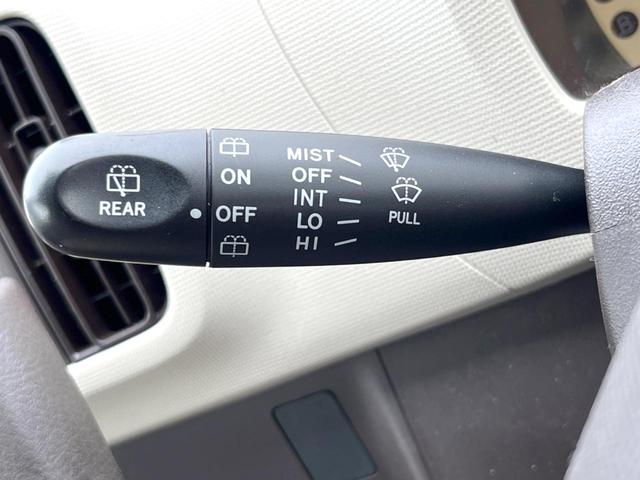 REAR
ON
OFF
MIST
OFF
INT
LO
HI
PULL
B